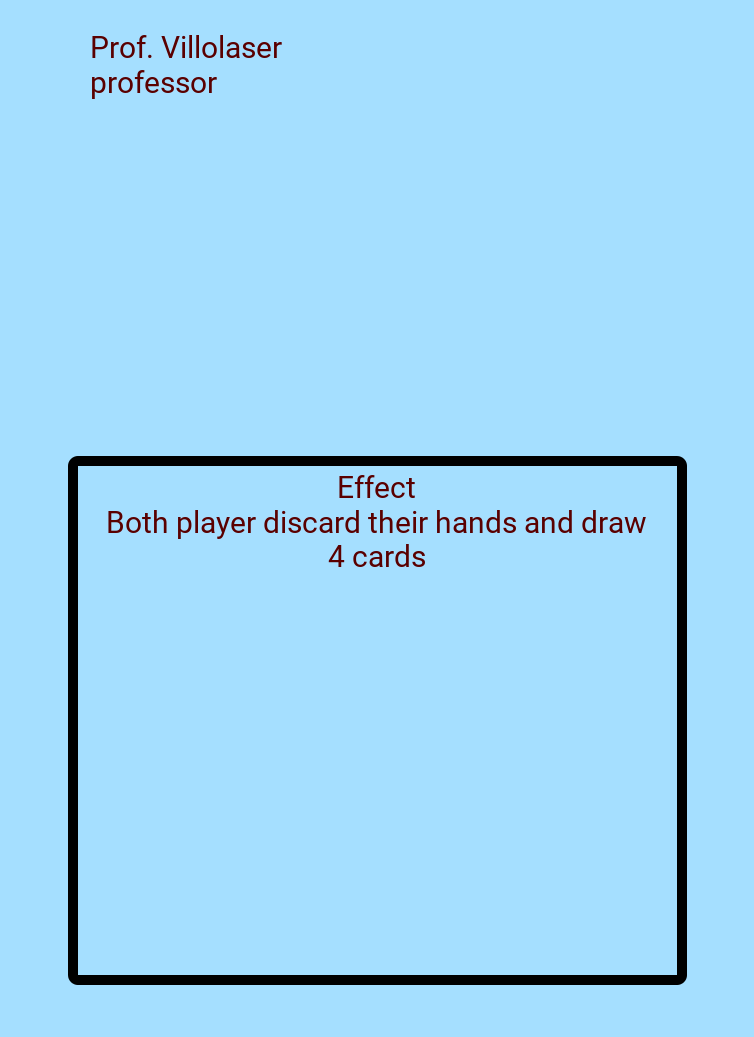 Prof. Villolaser
professor
Effect
Both player discard their hands and draw
4 cards